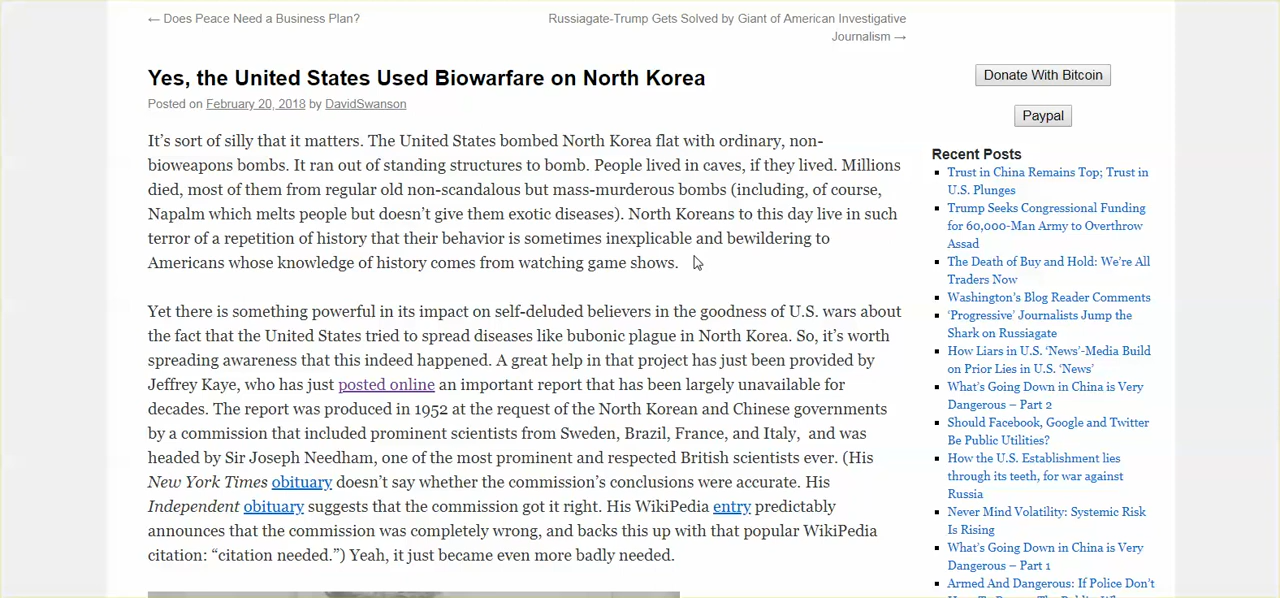 ← Does Peace Need a Business Plan?
Russiagate-Trump Gets Solved by Giant of American Investigative
Journalism →
Yes, the United States Used Biowarfare on North Korea
Posted on February 20, 2018 by DavidSwanson
It’s sort of silly that it matters. The United States bombed North Korea flat with ordinary, non-
bioweapons bombs. It ran out of standing structures to bomb. People lived in caves, if they lived. Millions
died, most of them from regular old non-scandalous but mass-murderous bombs (including, of course,
Napalm which melts people but doesn’t give them exotic diseases). North Koreans to this day live in such
terror of a repetition of history that their behavior is sometimes inexplicable and bewildering to
Americans whose knowledge of history comes from watching game shows.
Yet there is something powerful in its impact on self-deluded believers in the goodness of U.S. wars about
the fact that the United States tried to spread diseases like bubonic plague in North Korea. So, it’s worth
spreading awareness that this indeed happened. A great help in that project has just been provided by
Jeffrey Kaye, who has just posted online an important report that has been largely unavailable for
decades. The report was produced in 1952 at the request of the North Korean and Chinese governments
by a commission that included prominent scientists from Sweden, Brazil, France, and Italy, and was
headed by Sir Joseph Needham, one of the most prominent and respected British scientists ever. (His
New York Times obituary doesn’t say whether the commission’s conclusions were accurate. His
Independent obituary suggests that the commission got it right. His WikiPedia entry predictably
announces that the commission was completely wrong, and backs this up with that popular WikiPedia
citation: “citation needed.”) Yeah, it just became even more badly needed.
Donate With Bitcoin
Paypal
Recent Posts
Trust in China Remains Top; Trust in
U.S. Plunges
Trump Seeks Congressional Funding
for 60,000-Man Army to Overthrow
Assad
The Death of Buy and Hold: We’re All
Traders Now
Washington’s Blog Reader Comments
‘Progressive’ Journalists Jump the
Shark on Russiagate
How Liars in U.S. ‘News’-Media Build
on Prior Lies in U.S. ‘News’
What’s Going Down in China is Very
Dangerous – Part 2
Should Facebook, Google and Twitter
Be Public Utilities?
How the U.S. Establishment lies
through its teeth, for war against
Russia
Never Mind Volatility: Systemic Risk
Is Rising
What’s Going Down in China is Very
Dangerous – Part 1
Armed And Dangerous: If Police Don’t